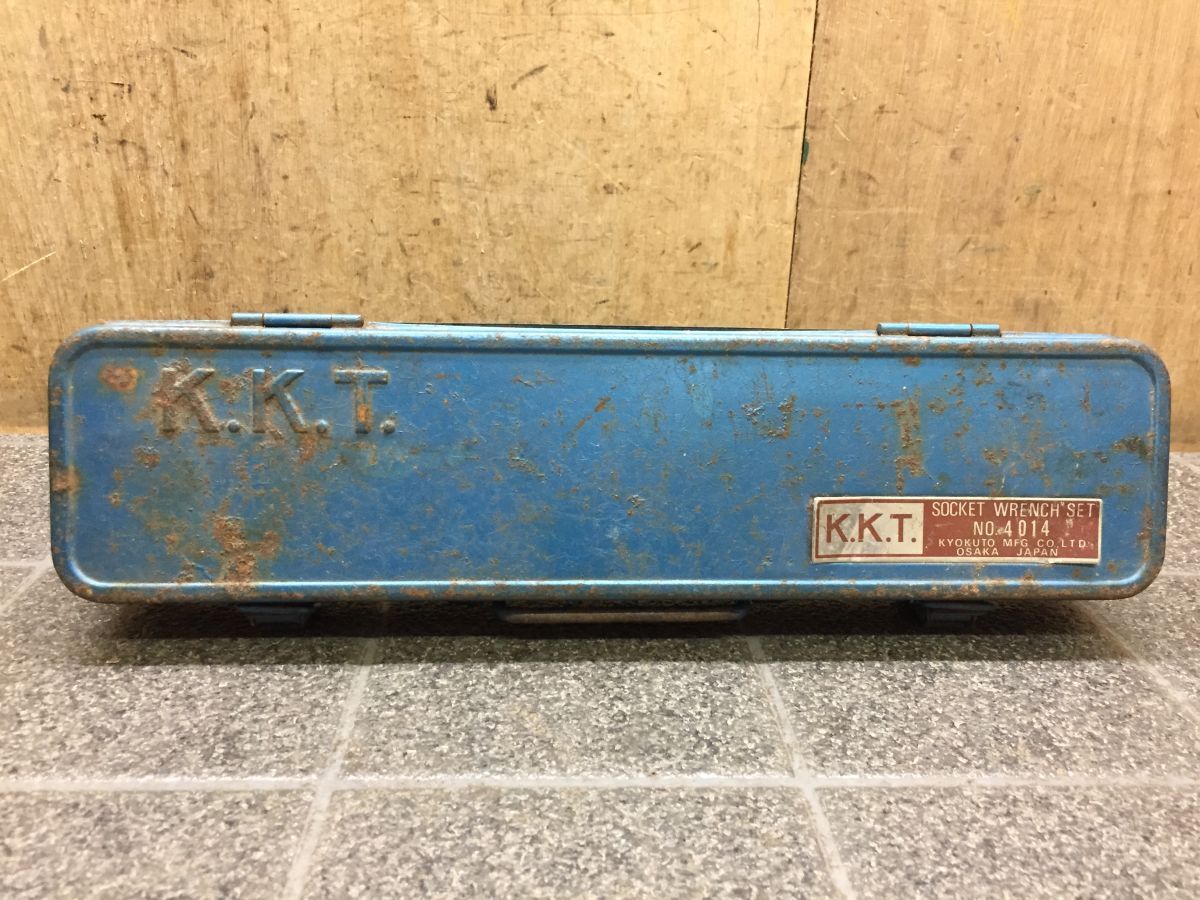 K.K.T.
K.K.T.
SOCKET WRENCH SET
NO.4014
KYOKUTO MFG CO.,LTD.
OSAKA JAPAN